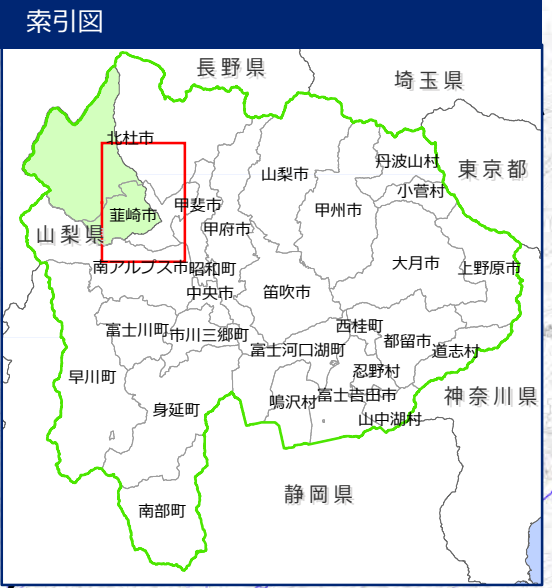 索引図
長野県
埼玉県
北杜市
丹波山村
東京都
山梨市
小菅村
韮崎市
甲斐市
甲州市
甲府市
山梨県
南アルプス市
昭和町
大月市
上野原市
中央市
笛吹市
富士川町
市川三郷町
西桂町
都留市
富士河口湖町
道志村
早川町
忍野村
鳴沢村
富士吉田市
神奈川県
身延町
山中湖村
静岡県
南部町